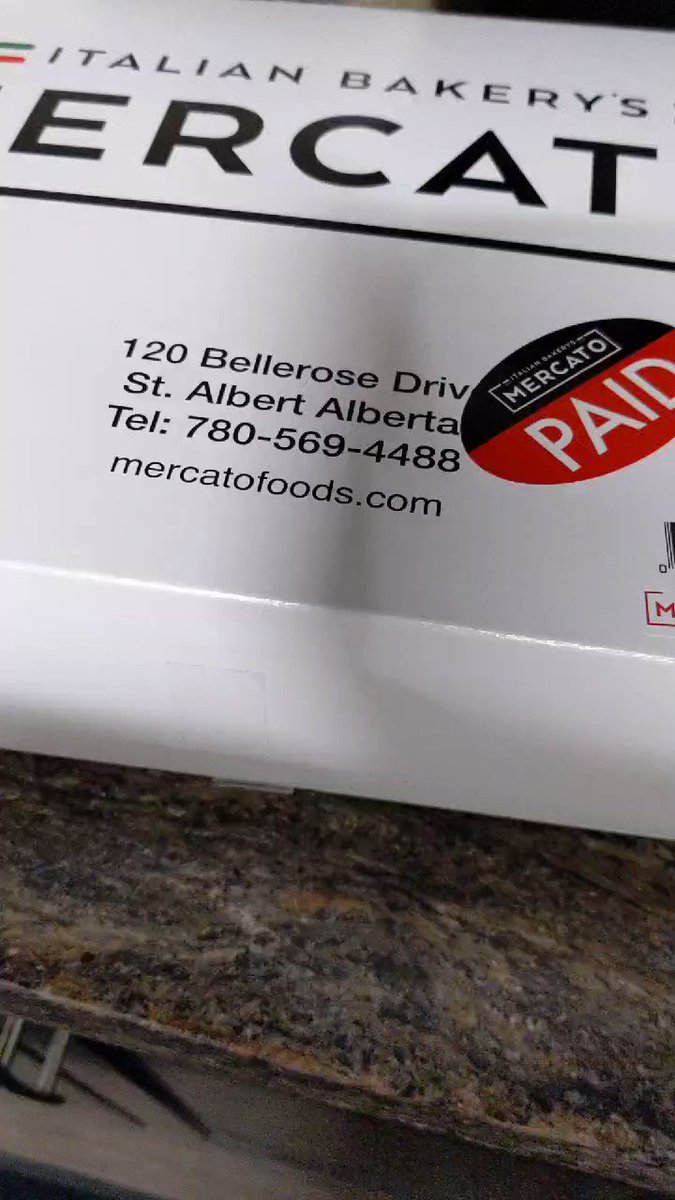 ITALIAN BAKERY'S
ERCAT
120 Bellerose Driv
St. Albert Alberta
Tel: 780-569-4488
mercatofoods.com
ITALIAN BAKERY'S
MERCATO
PAID
M